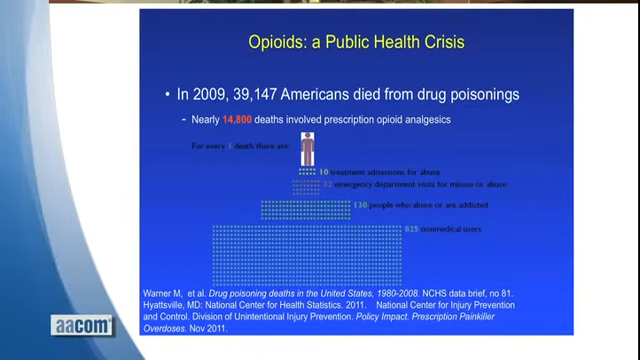 Opioids: a Public Health Crisis
• In 2009, 39,147 Americans died from drug poisonings
- Nearly 14,800 deaths involved prescription opioid analgesics
For every 1 death there are:
10 treatment admissions for abuse
32 emergency department visits for misuse or abuse
130 people who abuse or are addicted
825 nonmedical users
Warner M, et al. Drug poisoning deaths in the United States, 1980-2008. NCHS data brief, no 81.
Hyattsville, MD: National Center for Health Statistics. 2011. National Center for Injury Prevention
and Control. Division of Unintentional Injury Prevention. Policy Impact. Prescription Painkiller
Overdoses. Nov 2011.
aacom